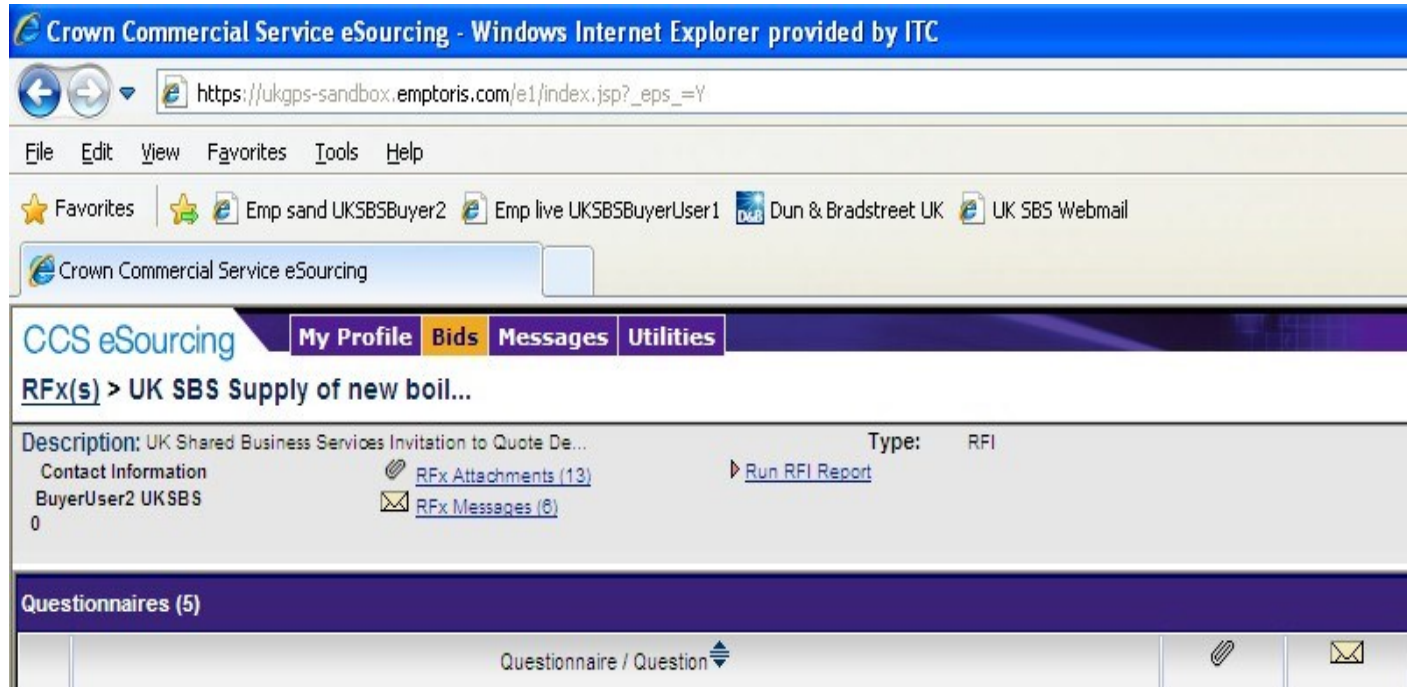 Crown Commercial Service eSourcing - Windows Internet Explorer provided by ITC
https://ukgps-sandbox.emptoris.com/e1/index.jsp?_eps_=Y
File Edit View Favorites Tools Help
Favorites Emp sand UKSBSBuyer2 Emp live UKSBSBuyerUser1 D&B Dun & Bradstreet UK UK SBS Webmail
Crown Commercial Service eSourcing
CCS eSourcing My Profile Bids Messages Utilities
RFx(s) > UK SBS Supply of new boil...
Description: UK Shared Business Services Invitation to Quote De... Type: RFI
Contact Information RFx Attachments (13) Run RFI Report
BuyerUser2 UKSBS RFx Messages (6)
0
Questionnaires (5)
Questionnaire / Question